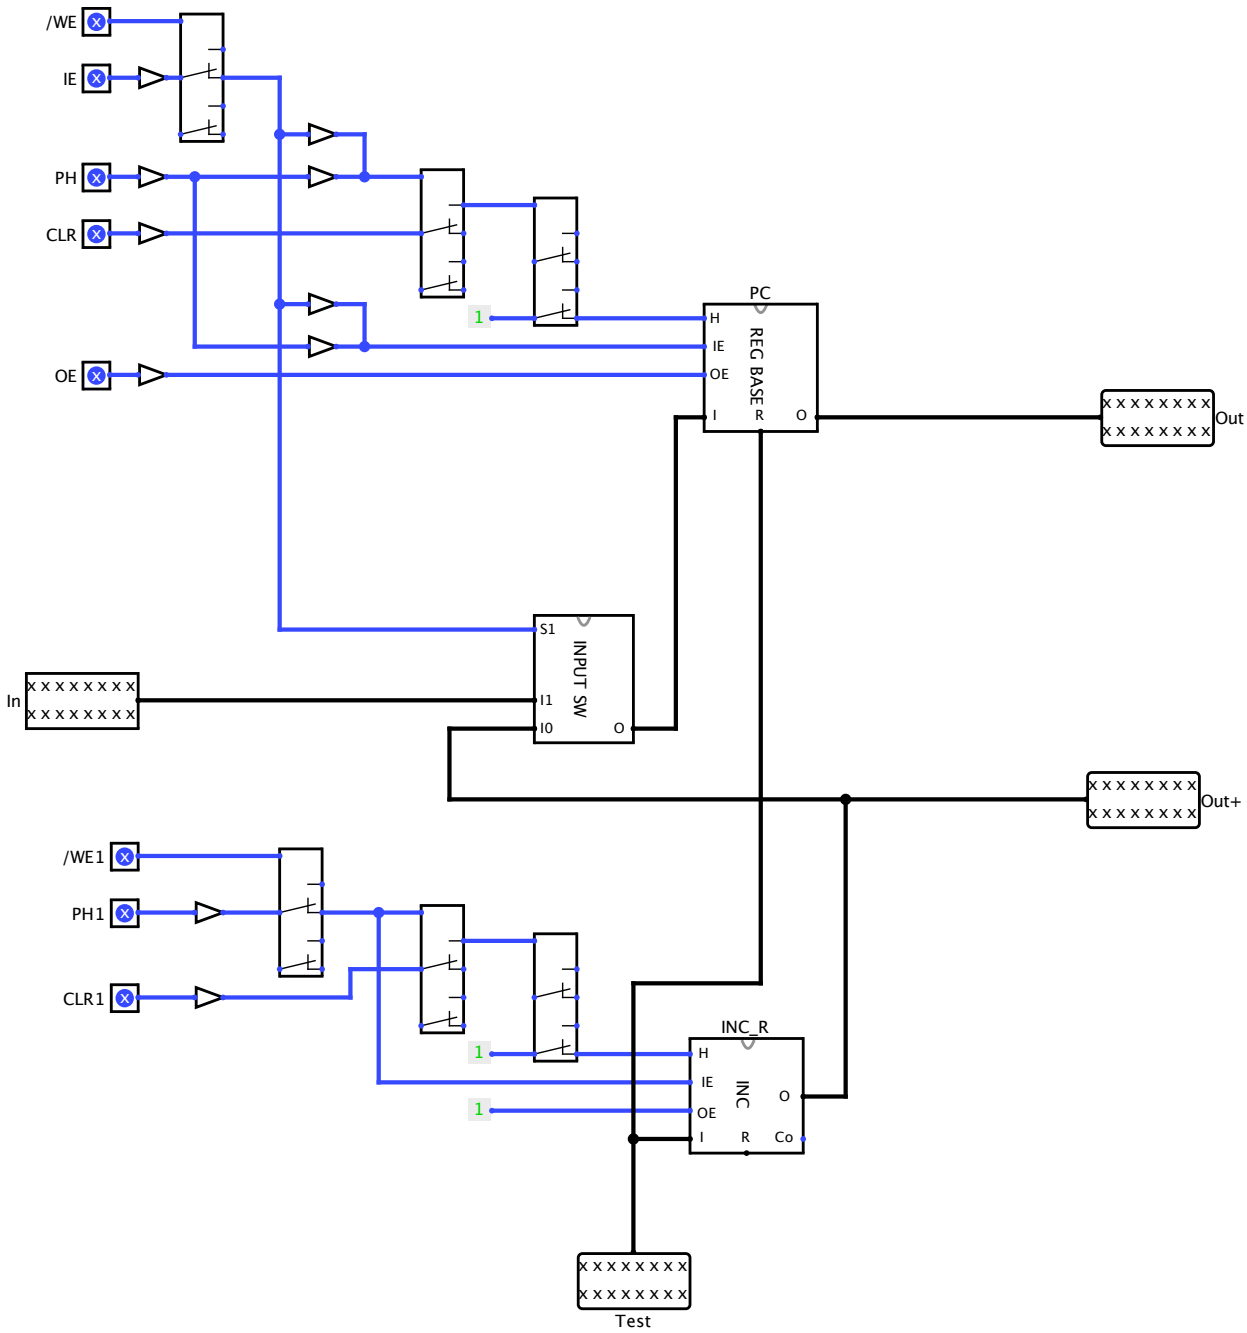 /WE x
IE x
PH x
CLR x
1
PC
H
IE
OE
REG BASE
I R O
OE x
x x x x x x x x
x x x x x x x x
Out
S1
I1
I0
INPUT SW
O
In
x x x x x x x x
x x x x x x x x
x x x x x x x x
x x x x x x x x
Out+
/WE1 x
PH1 x
CLR1 x
1
1
INC_R
H
IE
OE
INC
O
I R Co
x x x x x x x x
x x x x x x x x
Test